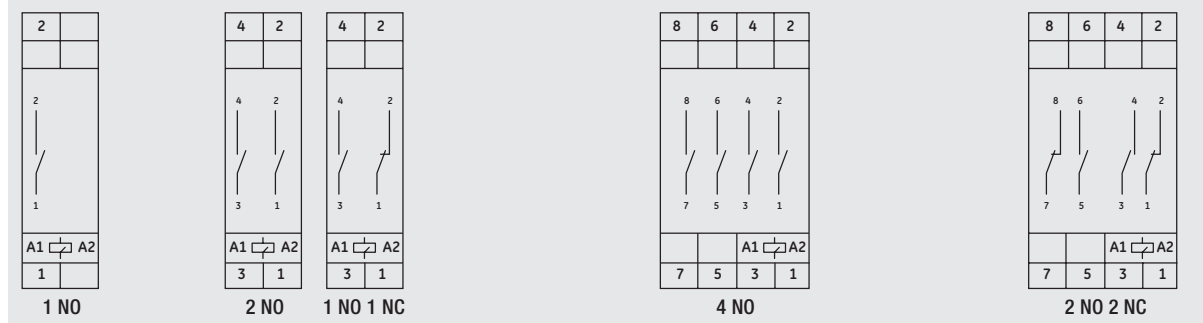 2 4 2 4 2 8 6 4 2 8 6 4 2
2 4 2 4 2 8 6 4 2 8 6 4 2
1 3 1 3 1 7 5 3 1 7 5 3 1
A1 A2 A1 A2 A1 A2 A1 A2 A1 A2
1 3 1 3 1 7 5 3 1 7 5 3 1
1 NO 2 NO 1 NO 1 NC 4 NO 2 NO 2 NC